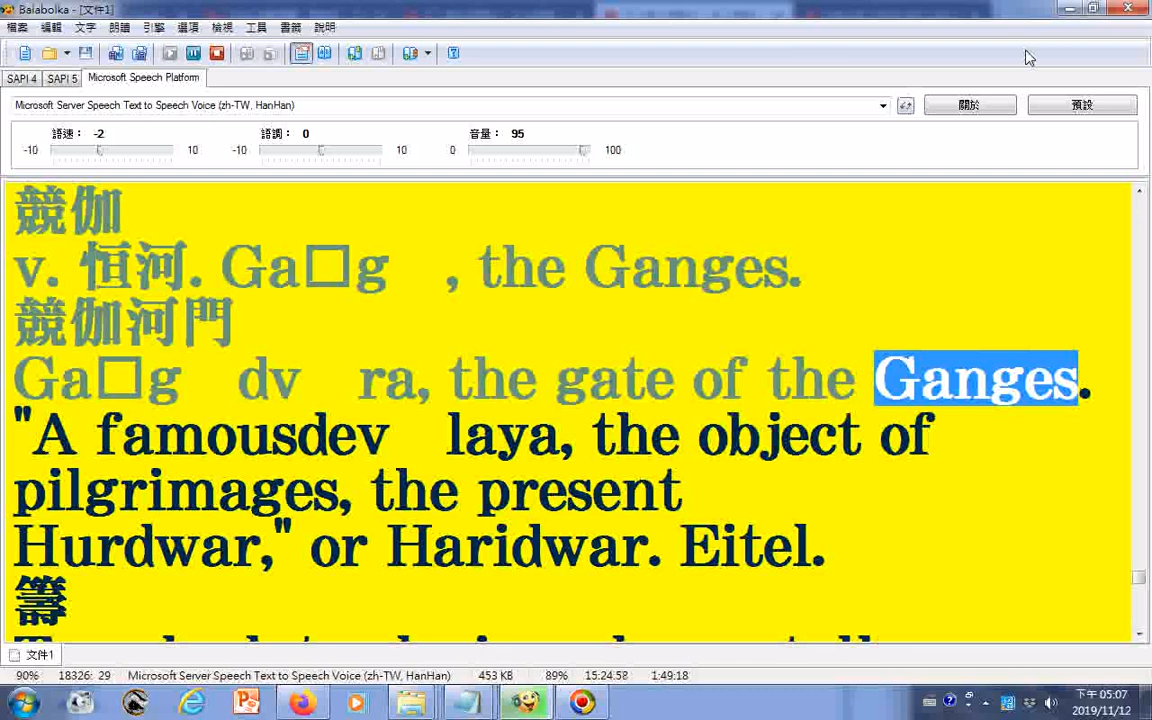 Balabolka - [文件1]
檔案 編輯 文字 朗讀 引擎 選項 檢視 工具 書籤 說明
SAPI 4 SAPI 5 Microsoft Speech Platform
Microsoft Server Speech Text to Speech Voice (zh-TW, HanHan)
關於 預設
語速： -2 語調： 0 音量： 95
-10 10 -10 10 0 100
競伽
v. 恒河. Ga□g , the Ganges.
競伽河門
Ga□g dv ra, the gate of the Ganges.
"A famousdev laya, the object of
pilgrimages, the present
Hurdwar," or Haridwar. Eitel.
籌
文件1
90% 18326: 29 Microsoft Server Speech Text to Speech Voice (zh-TW, HanHan) 453 KB 89% 15:24:58 1:49:18
下午 05:07
2019/11/12